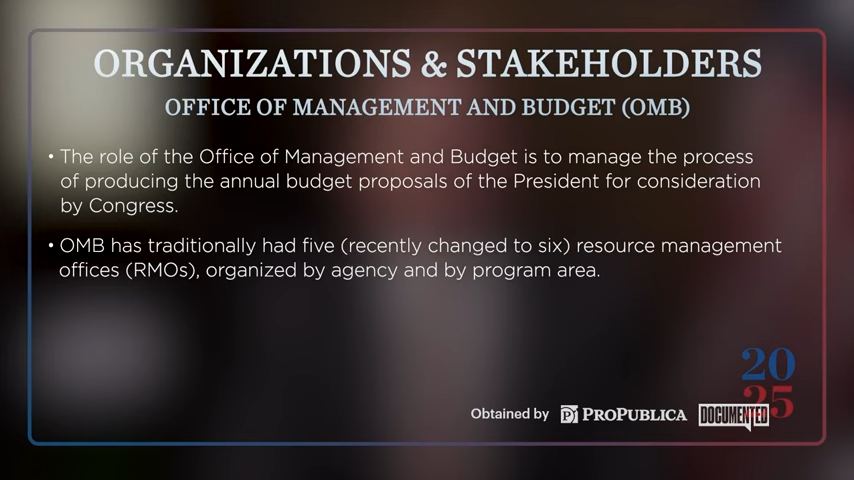 ORGANIZATIONS & STAKEHOLDERS
OFFICE OF MANAGEMENT AND BUDGET (OMB)
• The role of the Office of Management and Budget is to manage the process
of producing the annual budget proposals of the President for consideration
by Congress.
• OMB has traditionally had five (recently changed to six) resource management
offices (RMOs), organized by agency and by program area.
20
25
Obtained by PROPUBLICA DOCUMENTED